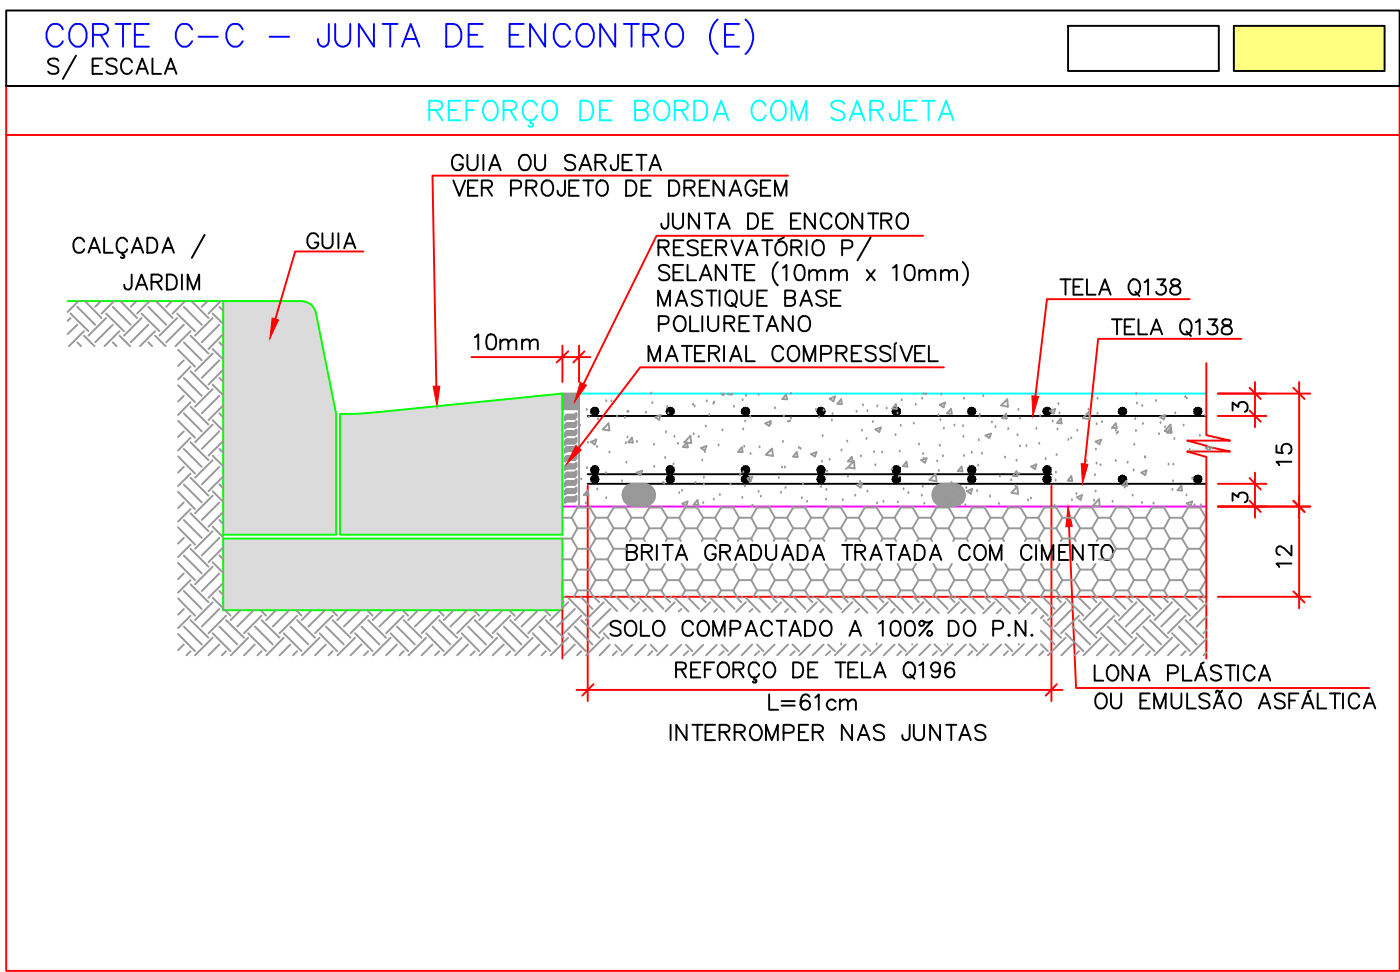 CORTE C-C - JUNTA DE ENCONTRO (E)
S/ ESCALA
REFORÇO DE BORDA COM SARJETA
GUIA OU SARJETA
VER PROJETO DE DRENAGEM
CALÇADA /
JARDIM
GUIA
JUNTA DE ENCONTRO
RESERVATÓRIO P/
SELANTE (10mm x 10mm)
MASTIQUE BASE
POLIURETANO
10mm
MATERIAL COMPRESSÍVEL
TELA Q138
TELA Q138
3
15
3
12
BRITA GRADUADA TRATADA COM CIMENTO
SOLO COMPACTADO A 100% DO P.N.
REFORÇO DE TELA Q196
L=61cm
INTERROMPER NAS JUNTAS
LONA PLÁSTICA
OU EMULSÃO ASFÁLTICA